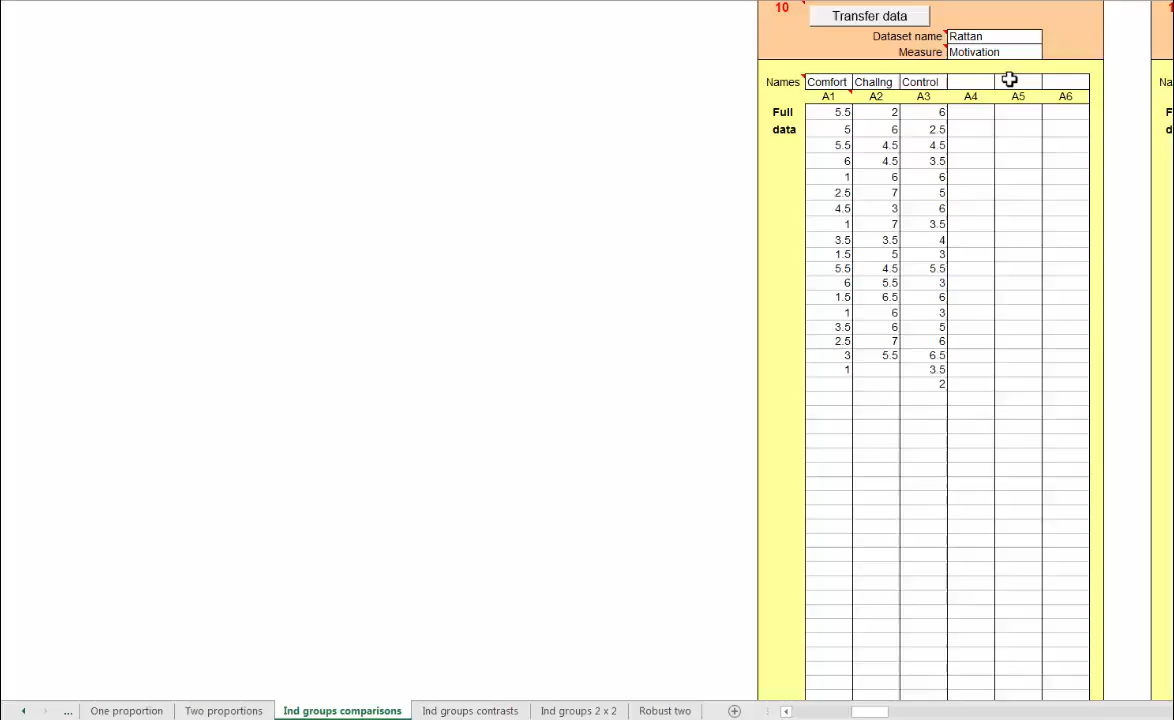 10 Transfer data
Dataset name Rattan
Measure Motivation
Names Comfort Challng Control Na
A1 A2 A3 A4 A5 A6
Full 5.5 2 6 F
data 5 6 2.5 d
5.5 4.5 4.5
6 4.5 3.5
1 6 6
2.5 7 5
4.5 3 6
1 7 3.5
3.5 3.5 4
1.5 5 3
5.5 4.5 5.5
6 5.5 3
1.5 6.5 6
1 6 3
3.5 6 5
2.5 7 6
3 5.5 6.5
1 3.5
2
... One proportion Two proportions Ind groups comparisons Ind groups contrasts Ind groups 2 x 2 Robust two